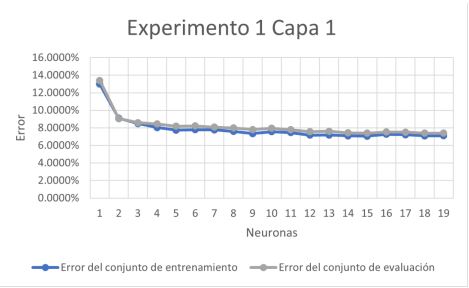 Experimento 1 Capa 1
16.0000%
14.0000%
12.0000%
10.0000%
8.0000%
6.0000%
4.0000%
2.0000%
0.0000%
Error
1 2 3 4 5 6 7 8 9 10 11 12 13 14 15 16 17 18 19
Neuronas
Error del conjunto de entrenamiento Error del conjunto de evaluación